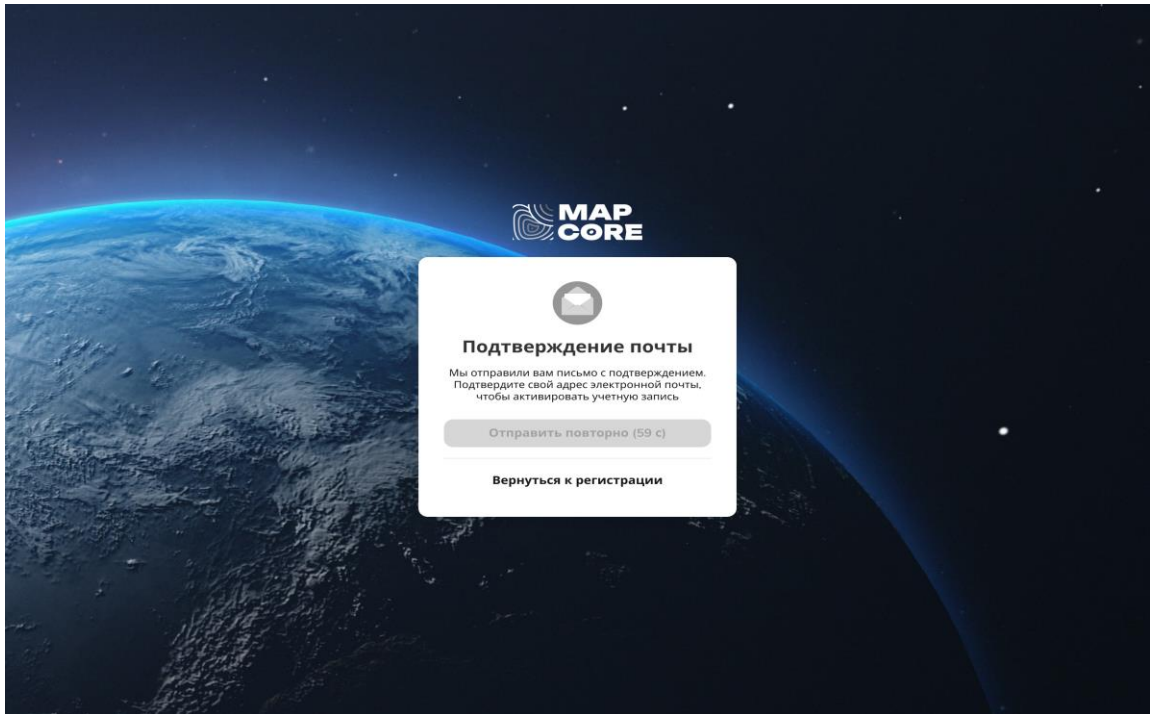 MAP
CORE
Подтверждение почты
Мы отправили вам письмо с подтверждением.
Подтвердите свой адрес электронной почты,
чтобы активировать учетную запись
Отправить повторно (59 с)
Вернуться к регистрации